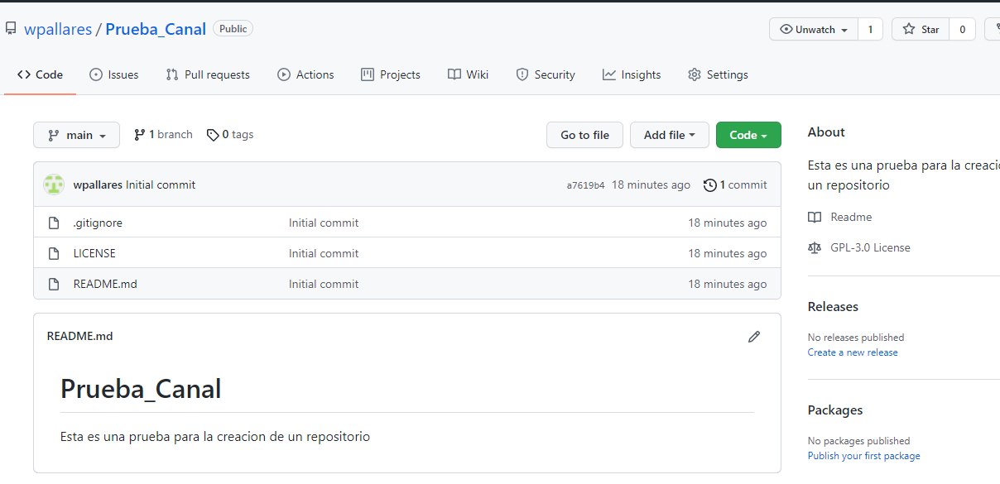 wpallares / Prueba_Canal Public
Unwatch 1 Star 0
Code Issues Pull requests Actions Projects Wiki Security Insights Settings
main 1 branch 0 tags Go to file Add file Code
wpallares Initial commit a7619b4 18 minutes ago 1 commit
.gitignore Initial commit 18 minutes ago
LICENSE Initial commit 18 minutes ago
README.md Initial commit 18 minutes ago
README.md
Prueba_Canal
Esta es una prueba para la creacion de un repositorio
About
Esta es una prueba para la creaci
un repositorio
Readme
GPL-3.0 License
Releases
No releases published
Create a new release
Packages
No packages published
Publish your first package